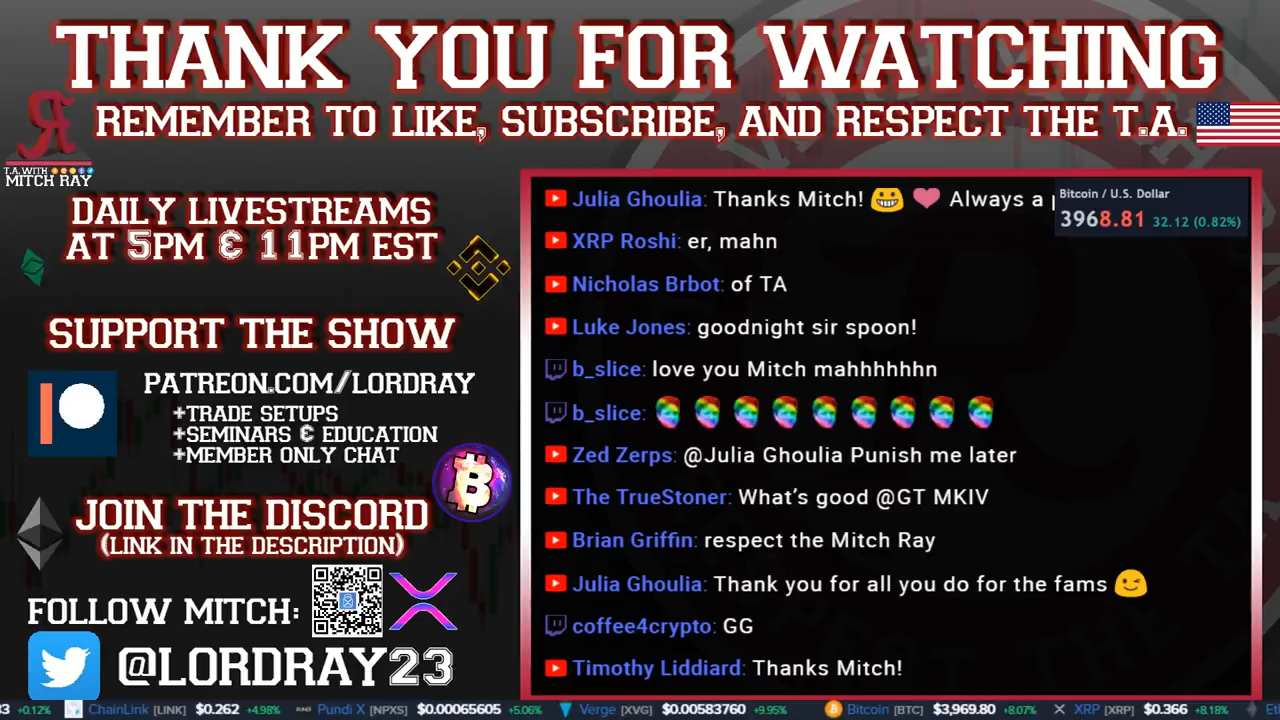 THANK YOU FOR WATCHING
REMEMBER TO LIKE, SUBSCRIBE, AND RESPECT THE T.A.
T.A. WITH
MITCH RAY
DAILY LIVESTREAMS
AT 5PM & 11PM EST
SUPPORT THE SHOW
PATREON.COM/LORDRAY
+TRADE SETUPS
+SEMINARS & EDUCATION
+MEMBER ONLY CHAT
JOIN THE DISCORD
(LINK IN THE DESCRIPTION)
FOLLOW MITCH:
@LORDRAY23
Julia Ghoulia: Thanks Mitch! 😀 ❤ Always a
Bitcoin / U.S. Dollar
3968.81 32.12 (0.82%)
XRP Roshi: er, mahn
Nicholas Brbot: of TA
Luke Jones: goodnight sir spoon!
b_slice: love you Mitch mahhhhhhn
b_slice:
Zed Zerps: @Julia Ghoulia Punish me later
The TrueStoner: What's good @GT MKIV
Brian Griffin: respect the Mitch Ray
Julia Ghoulia: Thank you for all you do for the fams 😉
coffee4crypto: GG
Timothy Liddiard: Thanks Mitch!
+0.12% ChainLink [LINK] $0.262 +4.98% Pundi X [NPXS] $0.00065605 +5.06% Verge [XVG] $0.00583760 +9.95% Bitcoin [BTC] $3,969.80 +8.07% XRP [XRP] $0.366 +8.18%